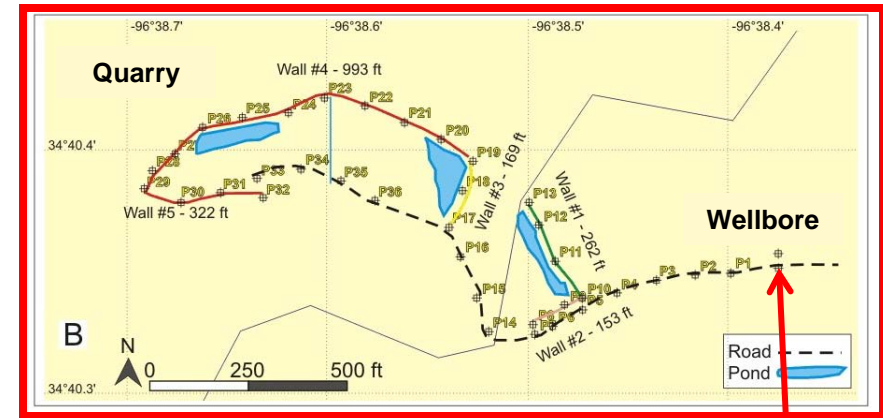 -96°38.7' -96°38.6' -96°38.5' -96°38.4'
Quarry
Wall #4 - 993 ft
P23
P22
P24
P25
P26
P21
P20
34°40.4'
P19
P28
P34
P33
P35
P18
Wall #3 - 169 ft
P29
P30
P31
P32
P36
P13
Wall #5 - 322 ft
P17
P12
Wall #1 - 262 ft
Wellbore
P16
P11
P1
P2
P3
P4
P15
P10
P5
P6
P14
Wall #2 - 153 ft
B
N
0 250 500 ft
Road
Pond
34°40.3'